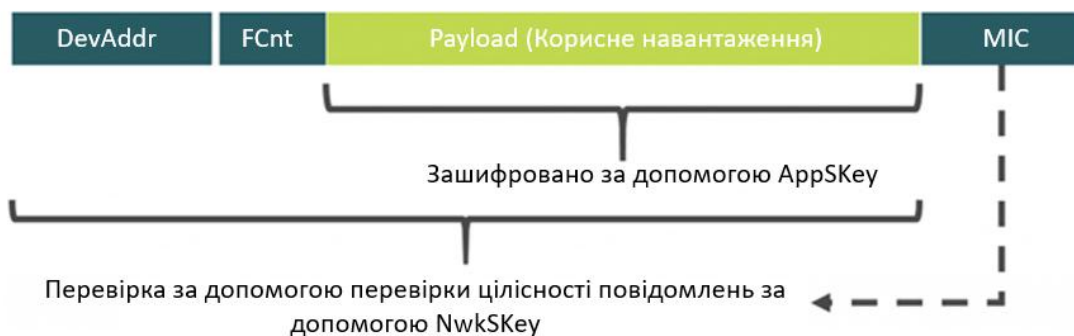 DevAddr FCnt Payload (Корисне навантаження) MIC
Зашифровано за допомогою AppSKey
Перевірка за допомогою перевірки цілісності повідомлень за
допомогою NwkSKey